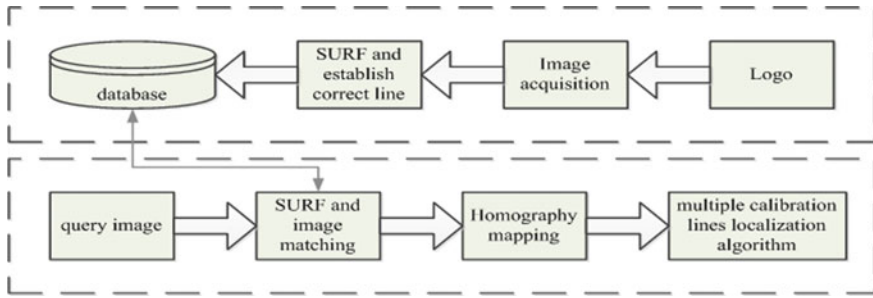 database
SURF and
establish
correct line
Image
acquisition
Logo
query image
SURF and
image
matching
Homography
mapping
multiple calibration
lines localization
algorithm